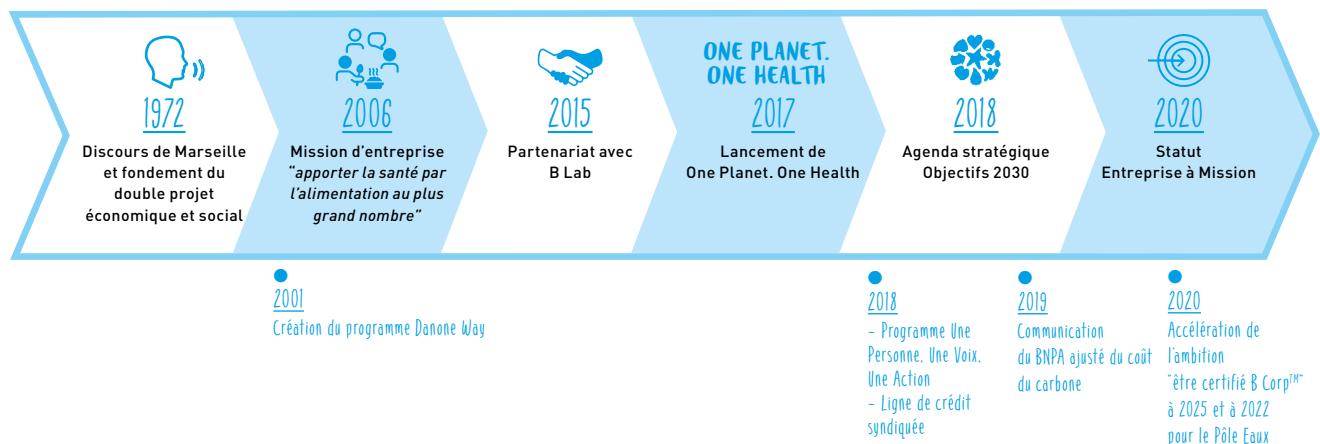 1972
Discours de Marseille
et fondement du
double projet
économique et social
2006
Mission d'entreprise
"apporter la santé par
l'alimentation au plus
grand nombre"
2015
Partenariat avec
B Lab
ONE PLANET.
ONE HEALTH
2017
Lancement de
One Planet. One Health
2018
Agenda stratégique
Objectifs 2030
2020
Statut
Entreprise à Mission
2001
Création du programme Danone Way
2018
– Programme Une
Personne, Une Voix,
Une Action
– Ligne de crédit
syndiquée
2019
Communication
du BNPA ajusté du coût
du carbone
2020
Accélération de
l'ambition
"être certifié B Corp™"
à 2025 et à 2022
pour le Pôle Eaux